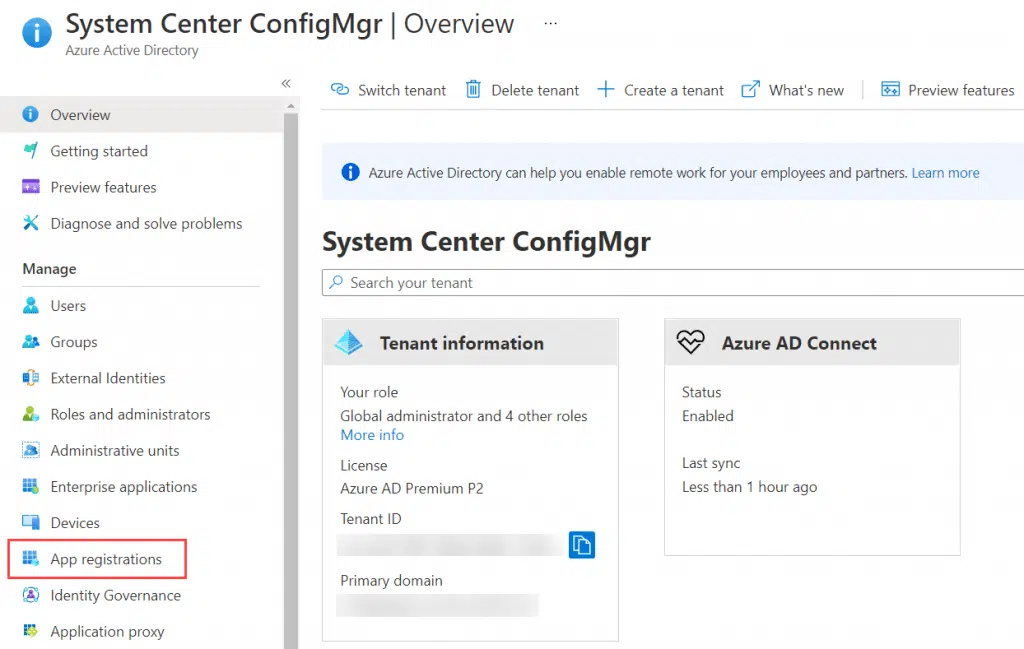 System Center ConfigMgr | Overview ...
Azure Active Directory
«
Overview
Getting started
Preview features
Diagnose and solve problems
Manage
Users
Groups
External Identities
Roles and administrators
Administrative units
Enterprise applications
Devices
App registrations
Identity Governance
Application proxy
Switch tenant Delete tenant Create a tenant What's new Preview features
Azure Active Directory can help you enable remote work for your employees and partners. Learn more
System Center ConfigMgr
Search your tenant
Tenant information
Your role
Global administrator and 4 other roles
More info
License
Azure AD Premium P2
Tenant ID
Primary domain
Azure AD Connect
Status
Enabled
Last sync
Less than 1 hour ago